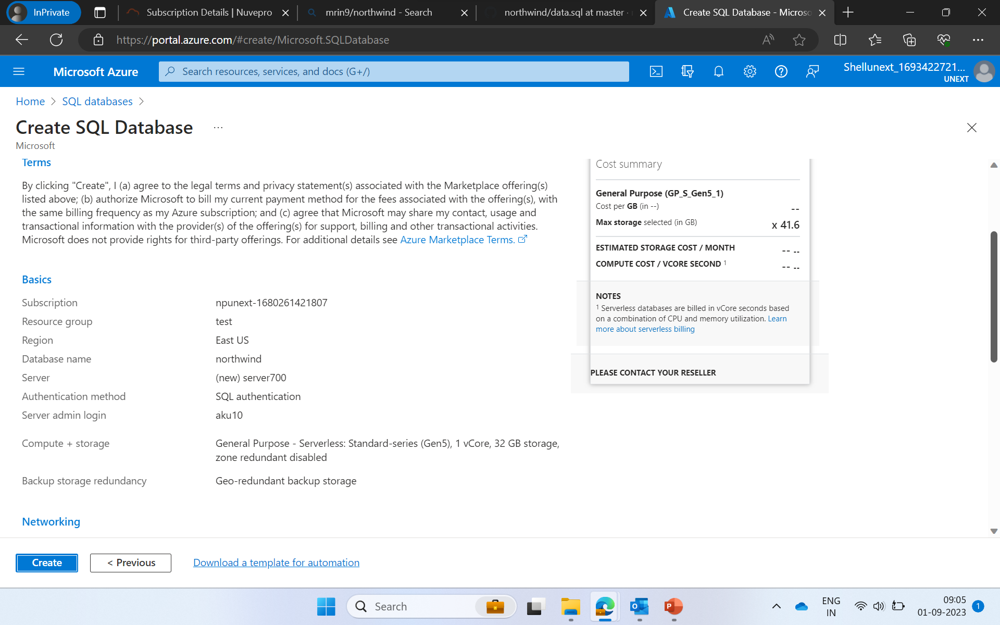 InPrivate
Subscription Details | Nuvepro
mrin9/northwind - Search
northwind/data.sql at master ·
Create SQL Database - Microso
https://portal.azure.com/#create/Microsoft.SQLDatabase
Microsoft Azure
Search resources, services, and docs (G+/)
Shellunext_1693422721...
UNEXT
Home > SQL databases >
Create SQL Database ...
Microsoft
Terms
By clicking "Create", I (a) agree to the legal terms and privacy statement(s) associated with the Marketplace offering(s)
listed above; (b) authorize Microsoft to bill my current payment method for the fees associated with the offering(s), with
the same billing frequency as my Azure subscription; and (c) agree that Microsoft may share my contact, usage and
transactional information with the provider(s) of the offering(s) for support, billing and other transactional activities.
Microsoft does not provide rights for third-party offerings. For additional details see Azure Marketplace Terms.
Basics
Subscription npunext-1680261421807
Resource group test
Region East US
Database name northwind
Server (new) server700
Authentication method SQL authentication
Server admin login aku10
Compute + storage General Purpose - Serverless: Standard-series (Gen5), 1 vCore, 32 GB storage,
zone redundant disabled
Backup storage redundancy Geo-redundant backup storage
Networking
Cost summary
General Purpose (GP_S_Gen5_1)
Cost per GB (in --) --
Max storage selected (in GB) x 41.6
ESTIMATED STORAGE COST / MONTH -- --
COMPUTE COST / VCORE SECOND 1 -- --
NOTES
1 Serverless databases are billed in vCore seconds based
on a combination of CPU and memory utilization. Learn
more about serverless billing
PLEASE CONTACT YOUR RESELLER
Create
< Previous
Download a template for automation
Search
ENG
IN
09:05
01-09-2023
1